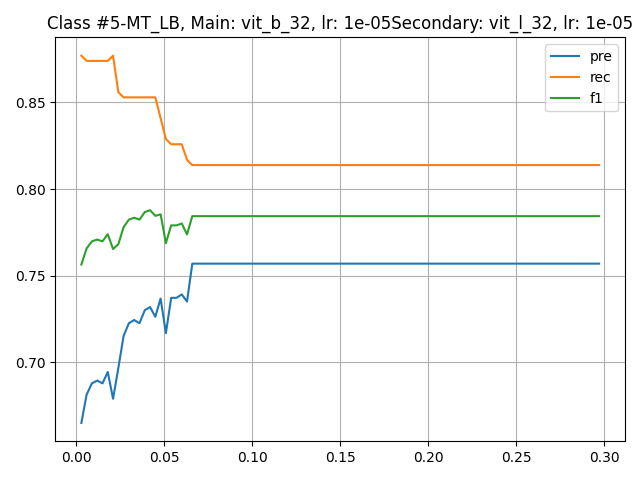 Class #5-MT_LB, Main: vit_b_32, lr: 1e-05Secondary: vit_l_32, lr: 1e-05
pre
rec
f1
0.85
0.80
0.75
0.70
0.00 0.05 0.10 0.15 0.20 0.25 0.30